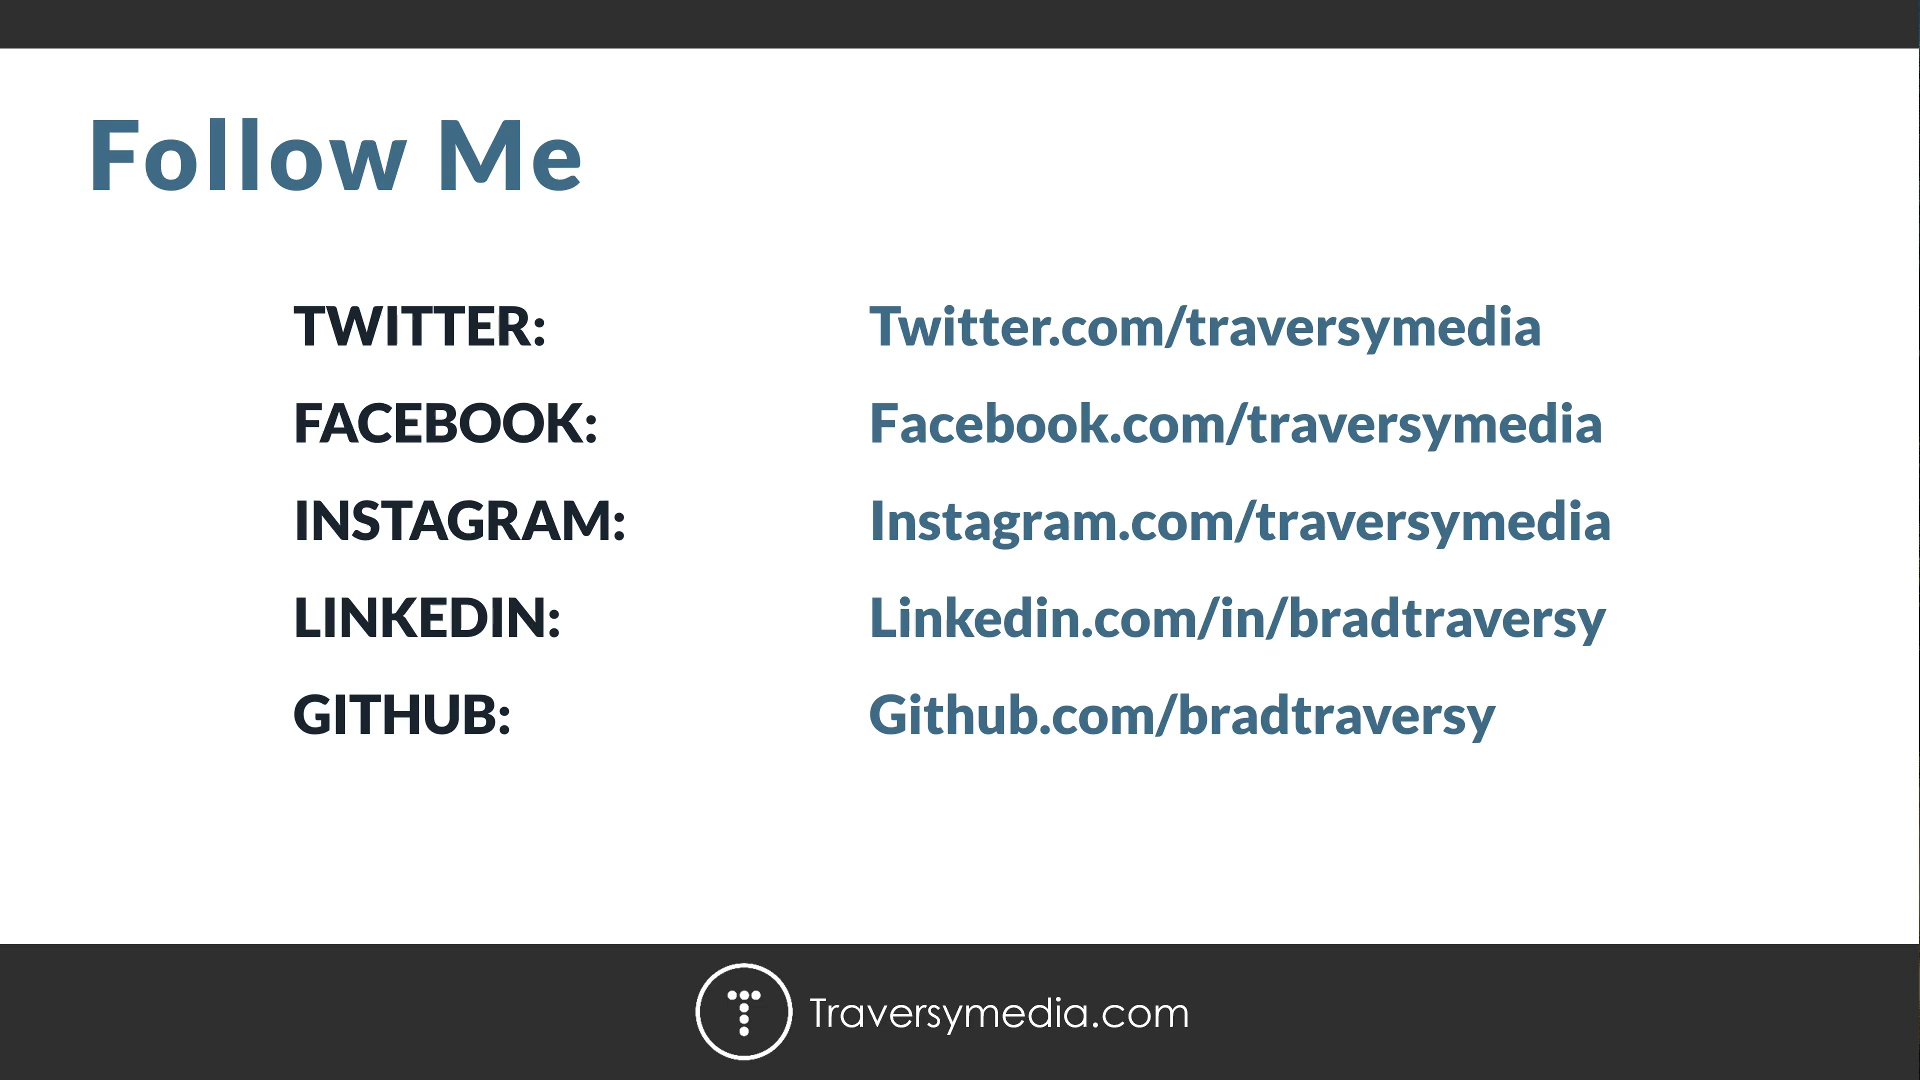 Follow Me
TWITTER: Twitter.com/traversymedia
FACEBOOK: Facebook.com/traversymedia
INSTAGRAM: Instagram.com/traversymedia
LINKEDIN: Linkedin.com/in/bradtraversy
GITHUB: Github.com/bradtraversy
T Traversymedia.com